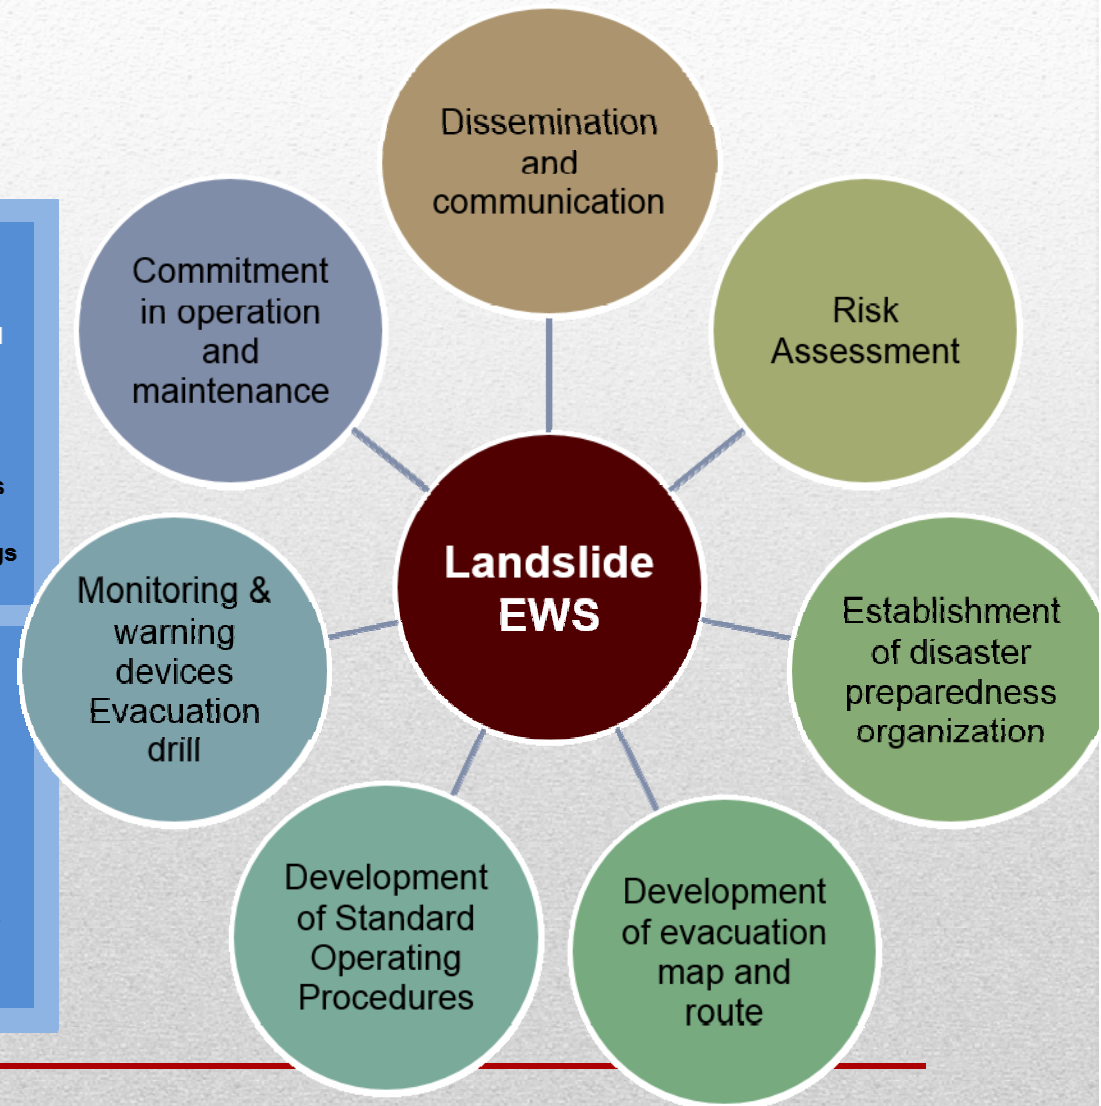 Dissemination
and
communication
Risk
Assessment
Establishment
of disaster
preparedness
organization
Development
of evacuation
map and
route
Development
of Standard
Operating
Procedures
Monitoring &
warning
devices
Evacuation
drill
Commitment
in operation
and
maintenance
Landslide
EWS